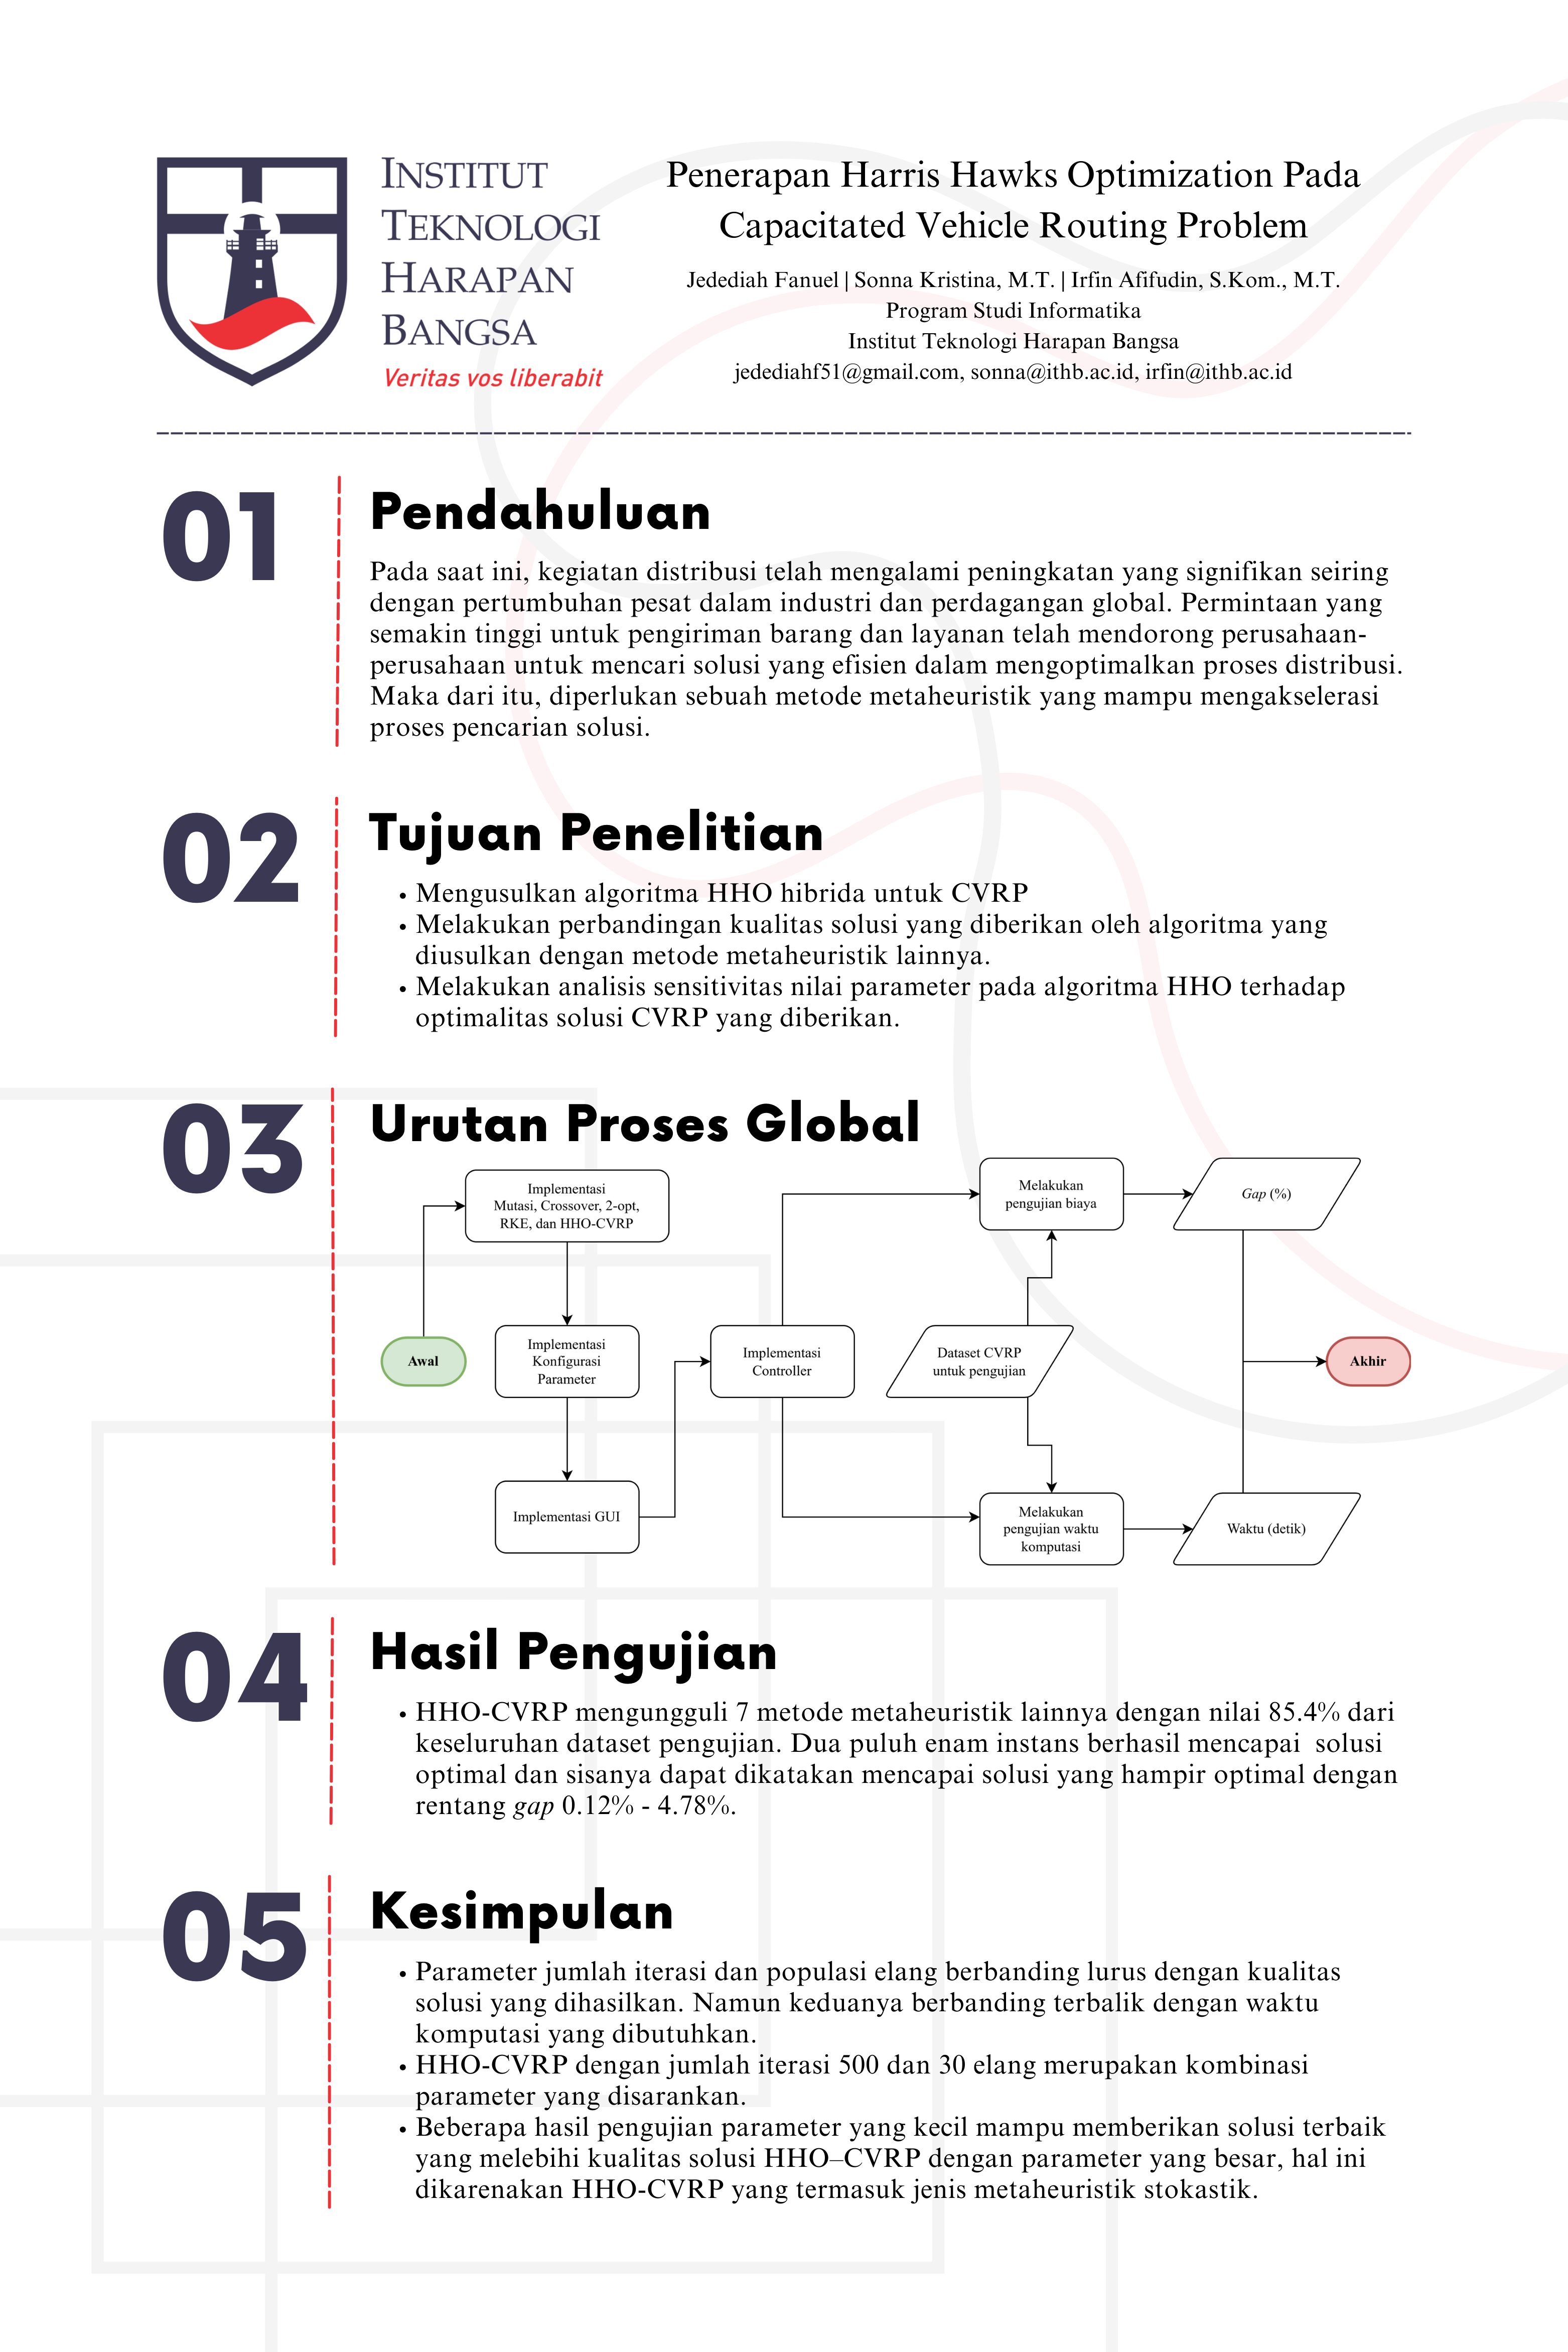 INSTITUT
TEKNOLOGI
HARAPAN
BANGSA
Veritas vos liberabit
Penerapan Harris Hawks Optimization Pada
Capacitated Vehicle Routing Problem
Jedediah Fanuel | Sonna Kristina, M.T. | Irfin Afifudin, S.Kom., M.T.
Program Studi Informatika
Institut Teknologi Harapan Bangsa
jedediahf51@gmail.com, sonna@ithb.ac.id, irfin@ithb.ac.id
01
Pendahuluan
Pada saat ini, kegiatan distribusi telah mengalami peningkatan yang signifikan seiring
dengan pertumbuhan pesat dalam industri dan perdagangan global. Permintaan yang
semakin tinggi untuk pengiriman barang dan layanan telah mendorong perusahaan-
perusahaan untuk mencari solusi yang efisien dalam mengoptimalkan proses distribusi.
Maka dari itu, diperlukan sebuah metode metaheuristik yang mampu mengakselerasi
proses pencarian solusi.
02
Tujuan Penelitian
• Mengusulkan algoritma HHO hibrida untuk CVRP
• Melakukan perbandingan kualitas solusi yang diberikan oleh algoritma yang
diusulkan dengan metode metaheuristik lainnya.
• Melakukan analisis sensitivitas nilai parameter pada algoritma HHO terhadap
optimalitas solusi CVRP yang diberikan.
03
Urutan Proses Global
Awal
Implementasi
Mutasi, Crossover, 2-opt,
RKE, dan HHO-CVRP
Implementasi
Konfigurasi
Parameter
Implementasi GUI
Implementasi
Controller
Dataset CVRP
untuk pengujian
Melakukan
pengujian biaya
Gap (%)
Melakukan
pengujian waktu
komputasi
Waktu (detik)
Akhir
04
Hasil Pengujian
• HHO-CVRP mengungguli 7 metode metaheuristik lainnya dengan nilai 85.4% dari
keseluruhan dataset pengujian. Dua puluh enam instans berhasil mencapai  solusi
optimal dan sisanya dapat dikatakan mencapai solusi yang hampir optimal dengan
rentang gap 0.12% - 4.78%.
05
Kesimpulan
• Parameter jumlah iterasi dan populasi elang berbanding lurus dengan kualitas
solusi yang dihasilkan. Namun keduanya berbanding terbalik dengan waktu
komputasi yang dibutuhkan.
• HHO-CVRP dengan jumlah iterasi 500 dan 30 elang merupakan kombinasi
parameter yang disarankan.
• Beberapa hasil pengujian parameter yang kecil mampu memberikan solusi terbaik
yang melebihi kualitas solusi HHO–CVRP dengan parameter yang besar, hal ini
dikarenakan HHO-CVRP yang termasuk jenis metaheuristik stokastik.